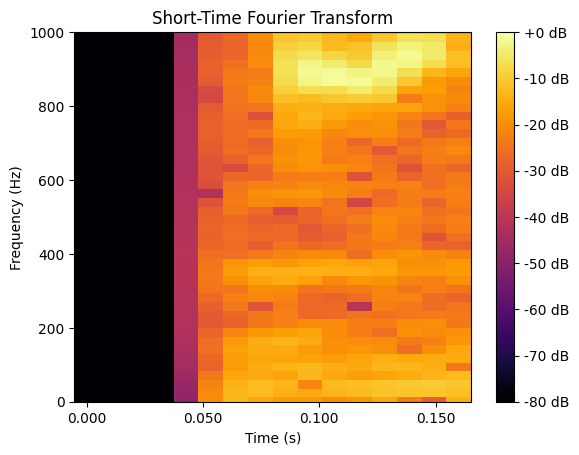 Short-Time Fourier Transform
1000
800
600
400
200
0
Frequency (Hz)
0.000
0.050
0.100
0.150
Time (s)
+0 dB
-10 dB
-20 dB
-30 dB
-40 dB
-50 dB
-60 dB
-70 dB
-80 dB